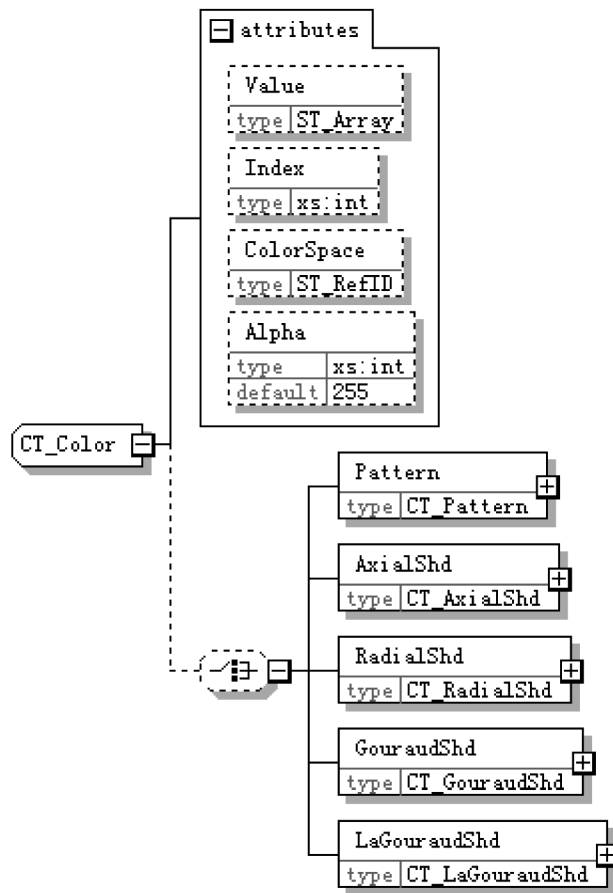 attributes
Value
type ST_Array
Index
type xs:int
ColorSpace
type ST_RefID
Alpha
type xs:int
default 255
CT_Color
Pattern
type CT_Pattern
AxialShd
type CT_AxialShd
RadialShd
type CT_RadialShd
GouraudShd
type CT_GouraudShd
LaGouraudShd
type CT_LaGouraudShd